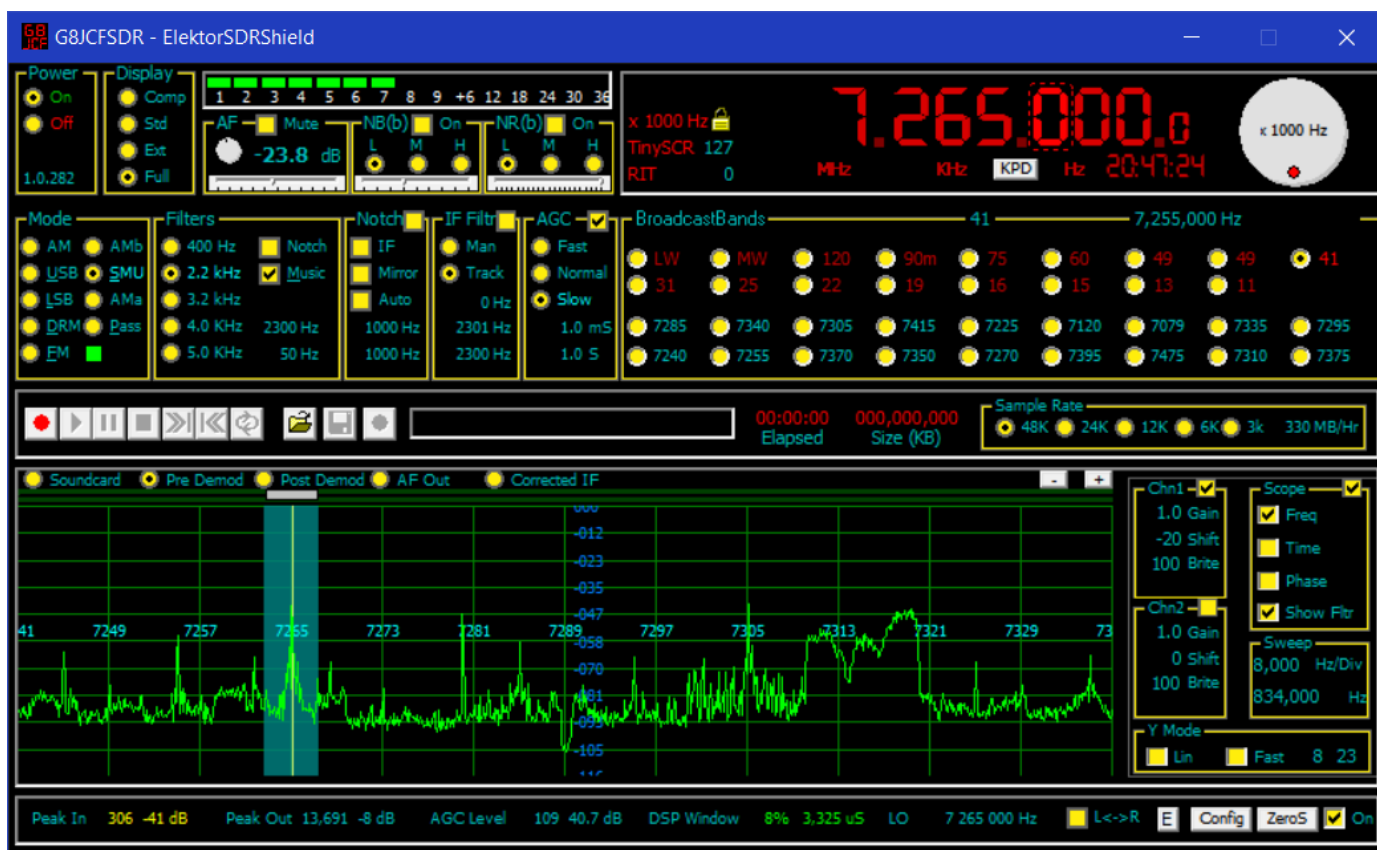 G8JCF G8JCFSDR - ElektorSDRShield
Power Display
On Comp 1 2 3 4 5 6 7 8 9 +6 12 18 24 30 36
Off Std AF Mute NB(b) On NR(b) On
Ext -23.8 dB L M H L M H
1.0.282 Full
x 1000 Hz 7.265.000.0 x 1000 Hz
TinySCR 127
RIT 0 MHz KHz KPD Hz 20:47:24
Mode Filters Notch IF Filtr AGC BroadcastBands 41 7,255,000 Hz
AM AMb 400 Hz Notch IF Man Fast LW MW 120 90m 75 60 49 49 41
USB SMU 2.2 kHz Music Mirror Track Normal 31 25 22 19 16 15 13 11
LSB AMa 3.2 kHz Auto 0 Hz Slow
DRM Pass 4.0 KHz 2300 Hz 1000 Hz 2301 Hz 1.0 mS 7285 7340 7305 7415 7225 7120 7079 7335 7295
FM 5.0 KHz 50 Hz 1000 Hz 2300 Hz 1.0 S 7240 7255 7370 7350 7270 7395 7475 7310 7375
00:00:00 000,000,000 Sample Rate
Elapsed Size (KB) 48K 24K 12K 6K 3k 330 MB/Hr
Soundcard Pre Demod Post Demod AF Out Corrected IF - +
000
-012
-023
-035
-047
41 7249 7257 7265 7273 7281 7289 7297 7305 7313 7321 7329 73
-058
-070
-081
-093
-105
-116
Chn1 Scope
1.0 Gain Freq
-20 Shift Time
100 Brite Phase
Chn2 Show Fltr
1.0 Gain Sweep
0 Shift 8,000 Hz/Div
100 Brite 834,000 Hz
Y Mode
Lin Fast 8 23
Peak In 306 -41 dB Peak Out 13,691 -8 dB AGC Level 109 40.7 dB DSP Window 8% 3,325 uS LO 7 265 000 Hz L<->R E Config ZeroS On